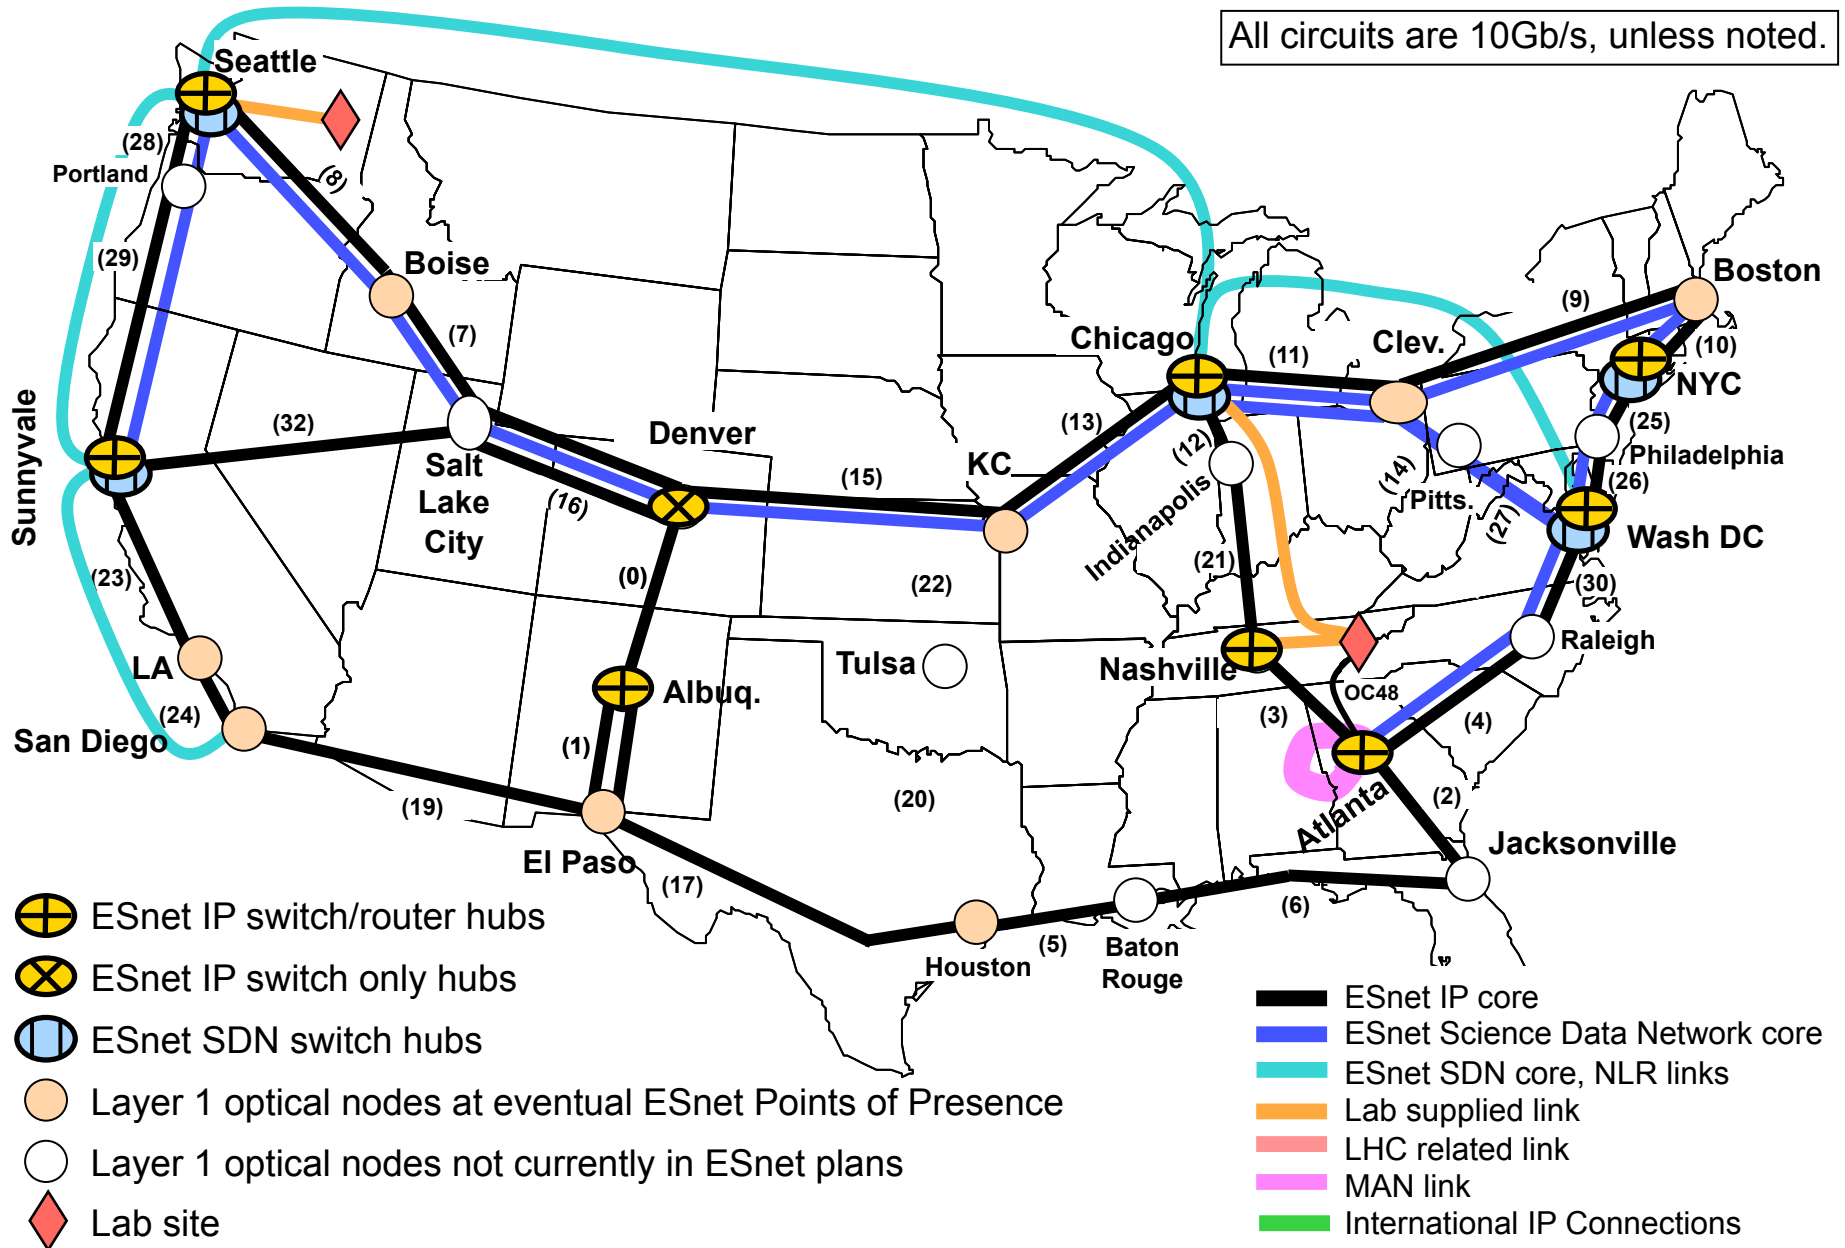 All circuits are 10Gb/s, unless noted.
Seattle
(28)
Portland
(8)
(29)
Boise
(7)
Boston
(9)
Chicago
(11)
Clev.
(10)
NYC
Sunnyvale
(32)
Denver
(13)
(25)
Salt
Lake
City
(16)
(15)
KC
(12)
Indianapolis
(14)
Pitts.
Philadelphia
(26)
(27)
Wash DC
(23)
(0)
(22)
(21)
(30)
LA
Tulsa
Nashville
Raleigh
(24)
San Diego
Albuq.
OC48
(3)
(4)
(1)
(19)
(20)
(2)
Atlanta
El Paso
(17)
Jacksonville
(6)
(5)
Houston
Baton
Rouge
ESnet IP switch/router hubs
ESnet IP switch only hubs
ESnet SDN switch hubs
Layer 1 optical nodes at eventual ESnet Points of Presence
Layer 1 optical nodes not currently in ESnet plans
Lab site
ESnet IP core
ESnet Science Data Network core
ESnet SDN core, NLR links
Lab supplied link
LHC related link
MAN link
International IP Connections